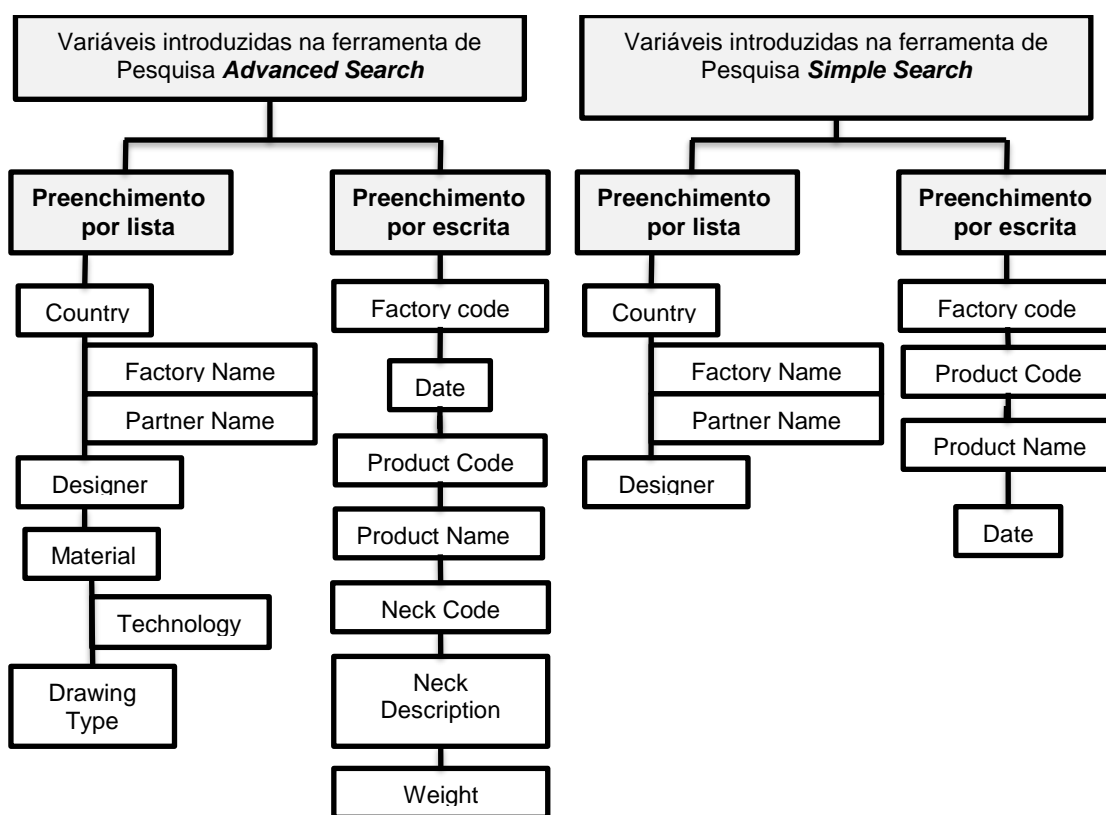 Variáveis introduzidas na ferramenta de
Pesquisa Advanced Search
Preenchimento
por lista
Country
Factory Name
Partner Name
Designer
Material
Technology
Drawing
Type
Preenchimento
por escrita
Factory code
Date
Product Code
Product Name
Neck Code
Neck
Description
Weight
Variáveis introduzidas na ferramenta de
Pesquisa Simple Search
Preenchimento
por lista
Country
Factory Name
Partner Name
Designer
Preenchimento
por escrita
Factory code
Product Code
Product Name
Date